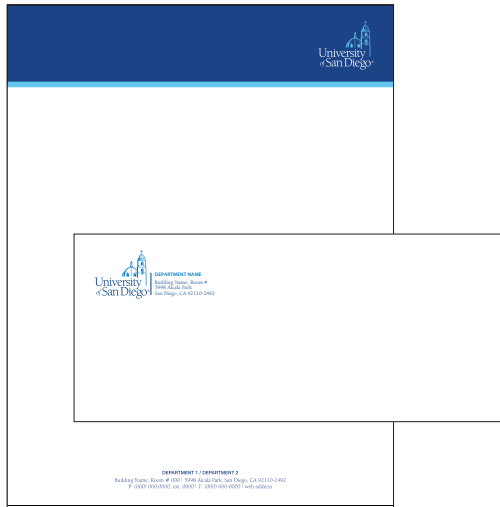 University
of San Diego®
University
of San Diego®
DEPARTMENT NAME
Building Name, Room #
5998 Alcalá Park
San Diego, CA 92110-2492
DEPARTMENT 1 / DEPARTMENT 2
Building Name, Room # 000 / 5998 Alcalá Park, San Diego, CA 92110-2492
P: (000) 000-0000, ext. 0000 / F: (000) 000-0000 / web address